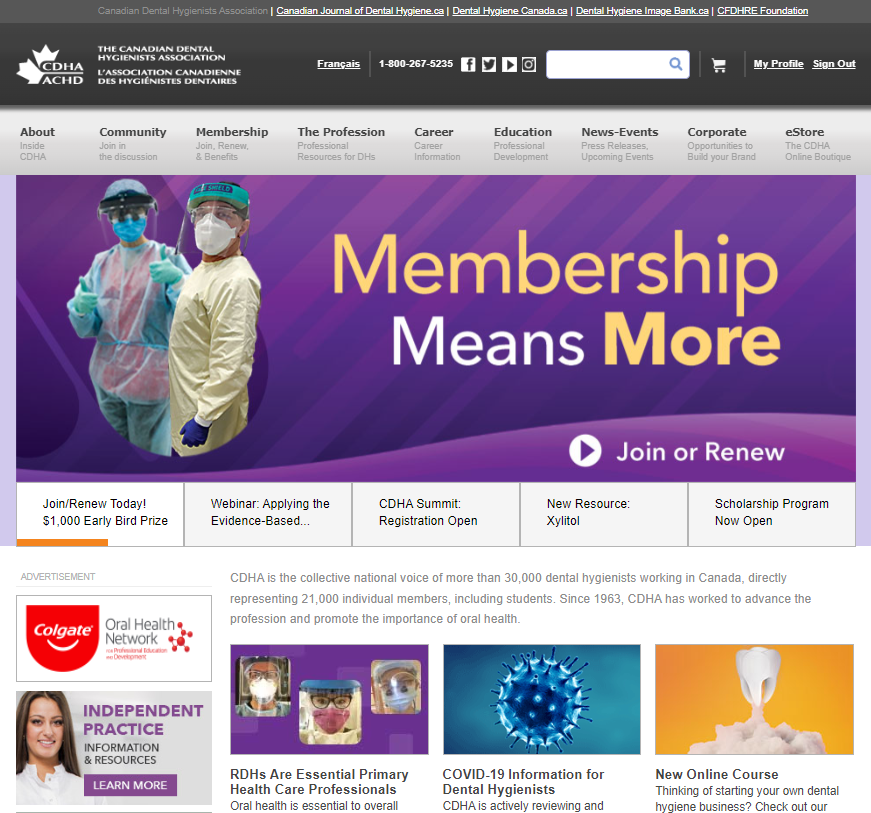 Canadian Dental Hygienists Association | Canadian Journal of Dental Hygiene.ca | Dental Hygiene Canada.ca | Dental Hygiene Image Bank.ca | CFDHRE Foundation
CDHA
ACHD
THE CANADIAN DENTAL
HYGIENISTS ASSOCIATION
L'ASSOCIATION CANADIENNE
DES HYGIÉNISTES DENTAIRES
Français
1-800-267-5235
My Profile
Sign Out
About
Inside
CDHA
Community
Join in
the discussion
Membership
Join, Renew,
& Benefits
The Profession
Professional
Resources for DHs
Career
Career
Information
Education
Professional
Development
News-Events
Press Releases,
Upcoming Events
Corporate
Opportunities to
Build your Brand
eStore
The CDHA
Online Boutique
Membership
Means More
Join or Renew
Join/Renew Today!
$1,000 Early Bird Prize
Webinar: Applying the
Evidence-Based...
CDHA Summit:
Registration Open
New Resource:
Xylitol
Scholarship Program
Now Open
ADVERTISEMENT
Colgate
Oral Health
Network
for Professional Education
and Development
INDEPENDENT
PRACTICE
INFORMATION
& RESOURCES
LEARN MORE
CDHA is the collective national voice of more than 30,000 dental hygienists working in Canada, directly
representing 21,000 individual members, including students. Since 1963, CDHA has worked to advance the
profession and promote the importance of oral health.
RDHs Are Essential Primary
Health Care Professionals
Oral health is essential to overall
COVID-19 Information for
Dental Hygienists
CDHA is actively reviewing and
New Online Course
Thinking of starting your own dental
hygiene business? Check out our